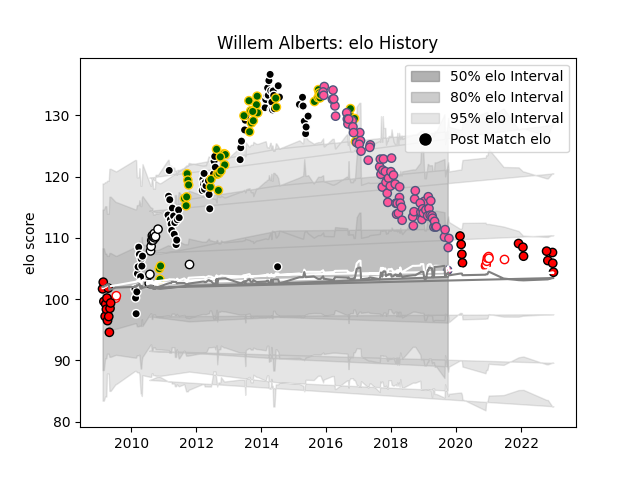 Willem Alberts: elo History
50% elo Interval
80% elo Interval
95% elo Interval
Post Match elo
elo score
130
120
110
100
90
80
2010 2012 2014 2016 2018 2020 2022